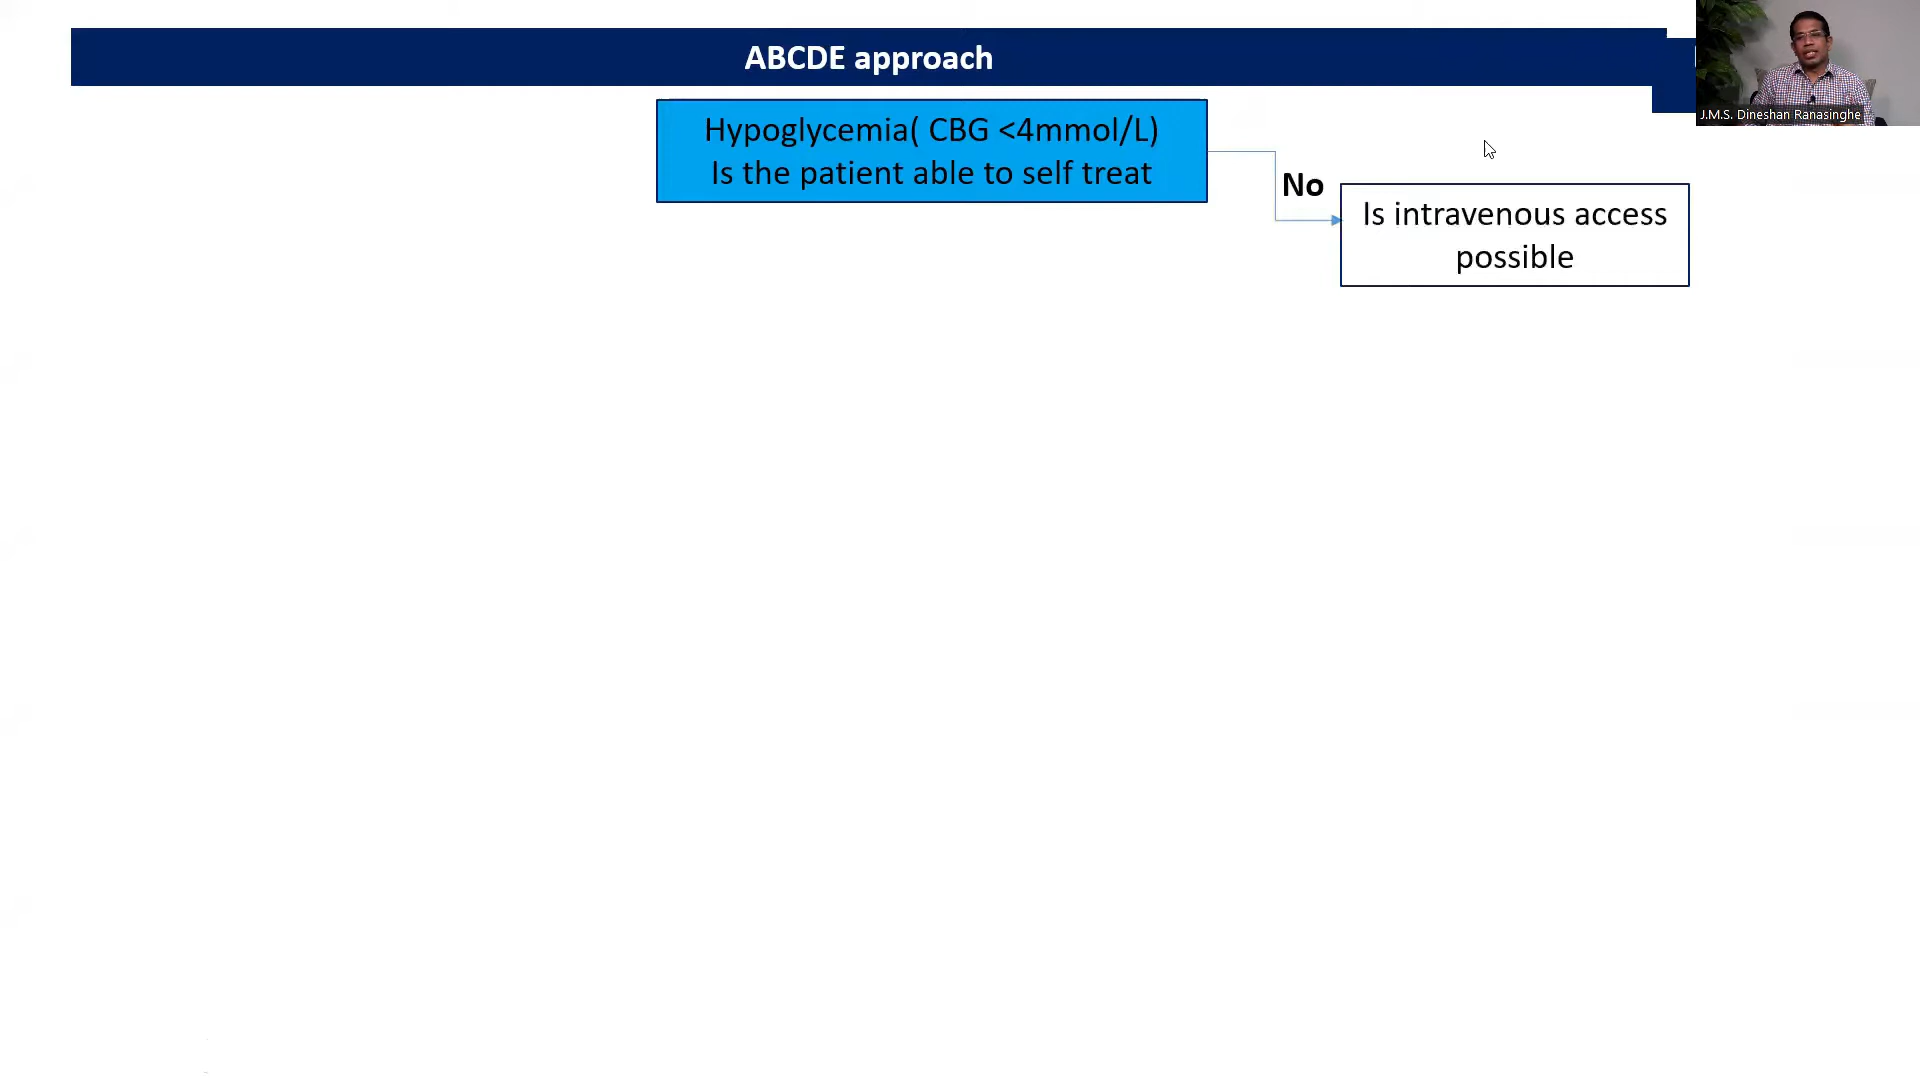 ABCDE approach
J.M.S. Dineshan Ranasinghe
Hypoglycemia( CBG <4mmol/L)
Is the patient able to self treat
No
Is intravenous access
possible